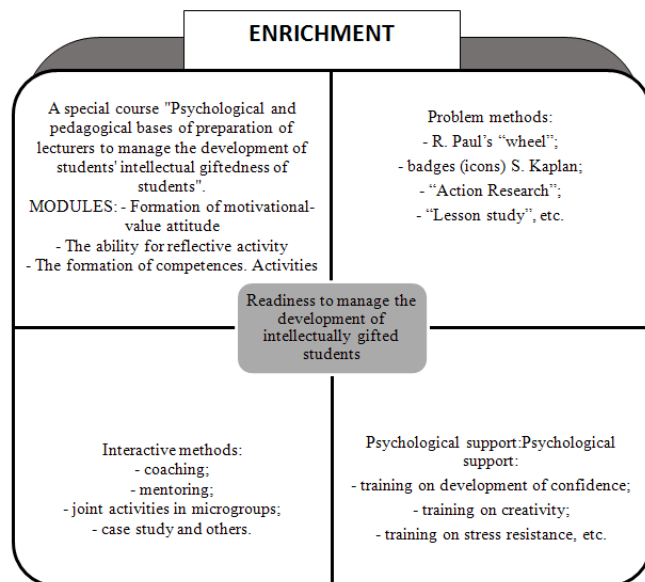 ENRICHMENT
A special course "Psychological and
pedagogical bases of preparation of
lecturers to manage the development of
students' intellectual giftedness of
students".
MODULES: - Formation of motivational-
value attitude
- The ability for reflective activity
- The formation of competences. Activities
Problem methods:
- R. Paul's “wheel”;
- badges (icons) S. Kaplan;
- “Action Research”;
- “Lesson study”, etc.
Readiness to manage the
development of
intellectually gifted
students
Interactive methods:
- coaching;
- mentoring;
- joint activities in microgroups;
- case study and others.
Psychological support:Psychological
support:
- training on development of confidence;
- training on creativity;
- training on stress resistance, etc.